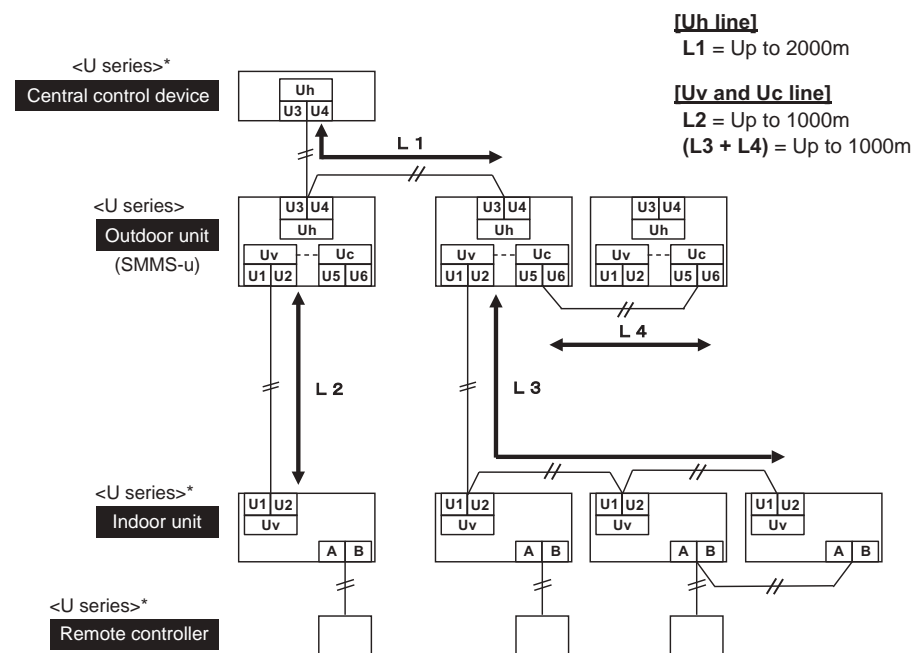 [Uh line]
L1 = Up to 2000m
[Uv and Uc line]
L2 = Up to 1000m
(L3 + L4) = Up to 1000m
<U series>*
Central control device
Uh
U3 U4
L 1
<U series>
Outdoor unit
(SMMS-u)
U3 U4
Uh
Uv Uc
U1 U2 U5 U6
U3 U4
Uh
Uv Uc
U1 U2 U5 U6
U3 U4
Uh
Uv Uc
U1 U2 U5 U6
L 4
L 2
L 3
<U series>*
Indoor unit
U1 U2
Uv
A B
U1 U2
Uv
A B
U1 U2
Uv
A B
U1 U2
Uv
A B
<U series>*
Remote controller